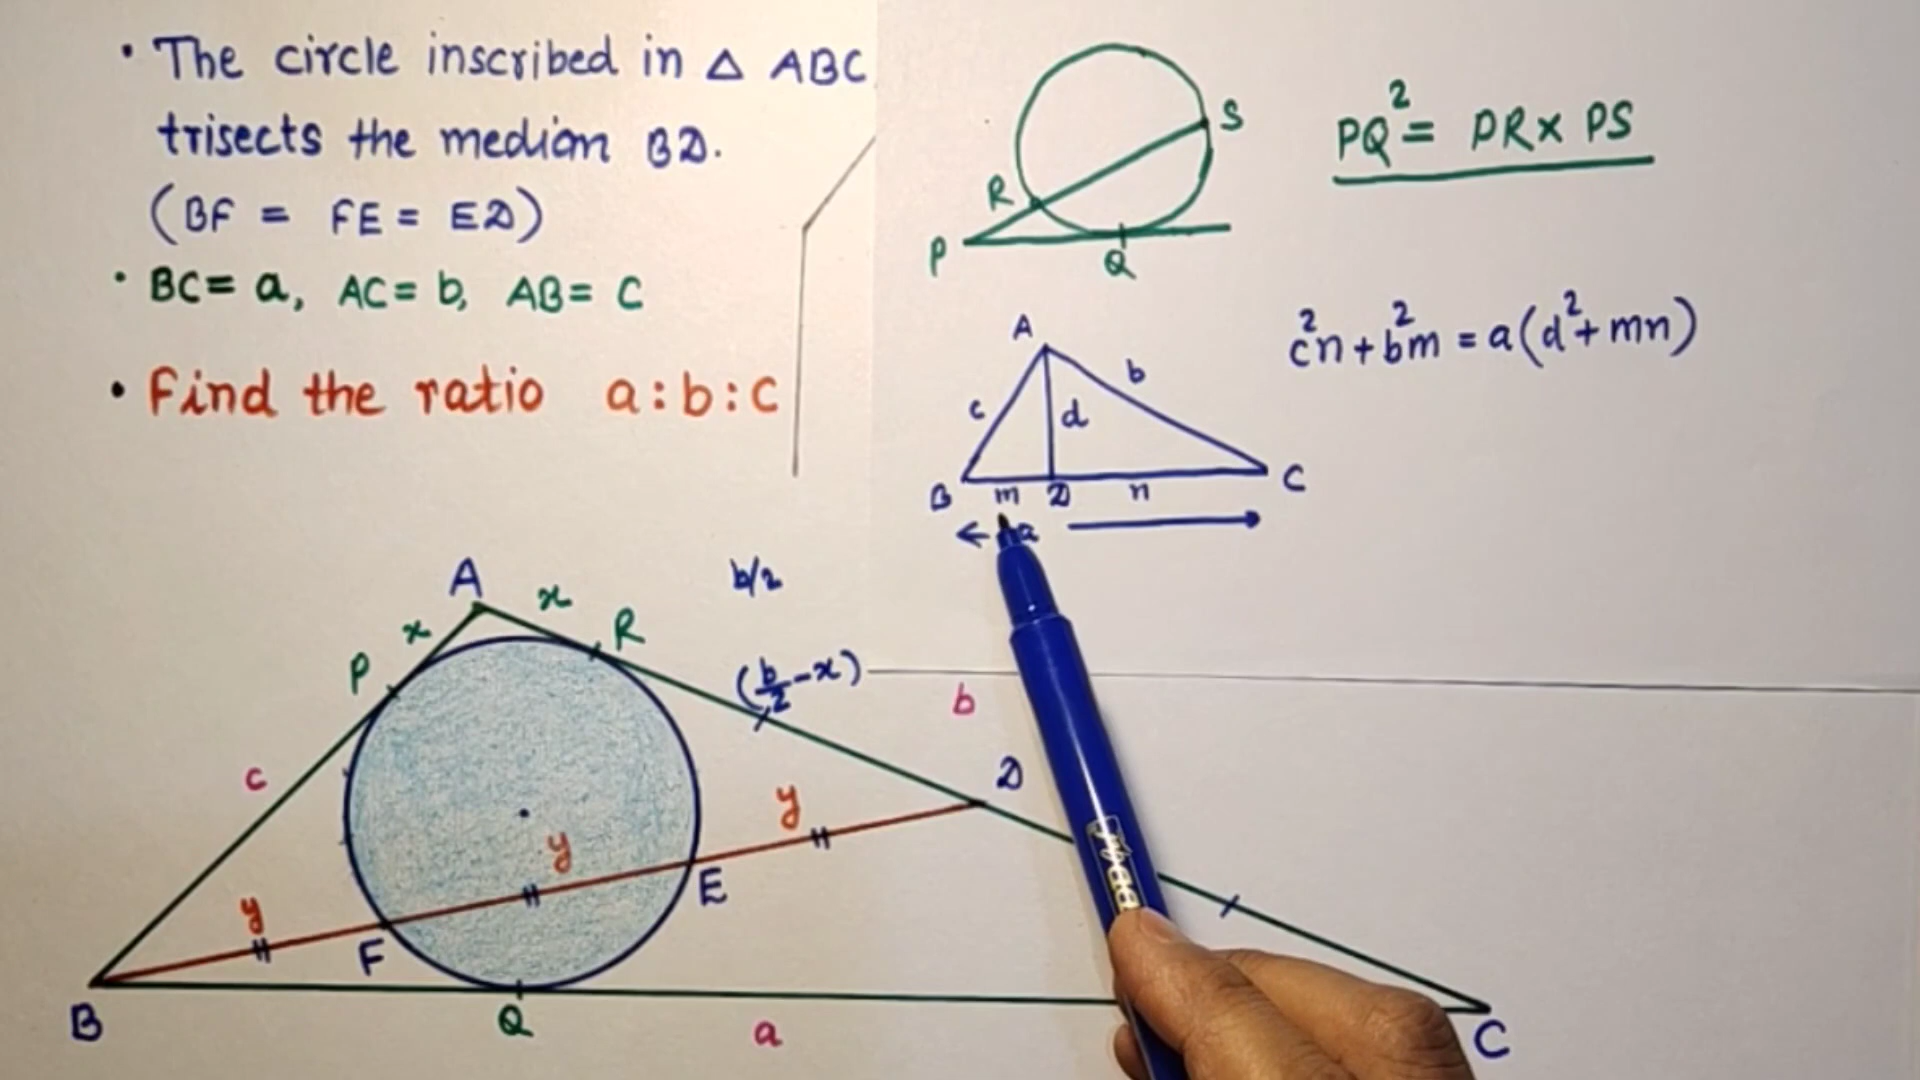 • The circle inscribed in △ ABC
trisects the median BD.
(BF = FE = ED)
• BC = a, AC = b, AB = c
• Find the ratio a : b : c
S
R
P
Q
PQ² = PR x PS
A
c
b
d
B
m
D
n
C
a
c²n + b²m = a(d² + mn)
A
x
x
P
R
b/2
(b/2 - x)
b
c
D
y
y
y
E
F
B
Q
a
C